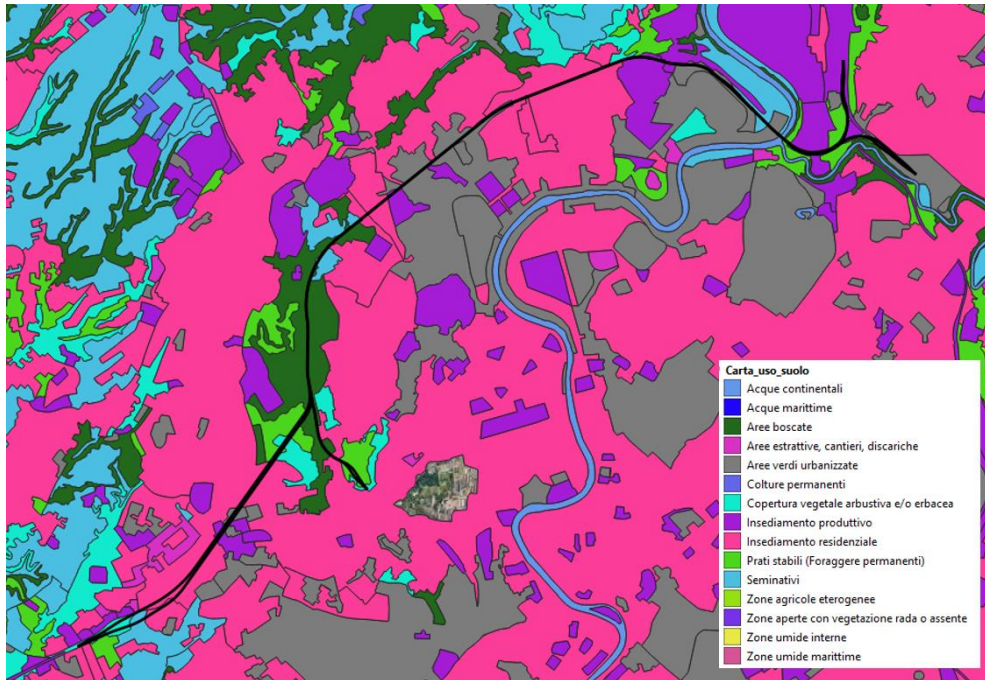 Carta_uso_suolo
Acque continentali
Acque marittime
Aree boscate
Aree estrattive, cantieri, discariche
Aree verdi urbanizzate
Colture permanenti
Copertura vegetale arbustiva e/o erbacea
Insediamento produttivo
Insediamento residenziale
Prati stabili (Foraggere permanenti)
Seminativi
Zone agricole eterogenee
Zone aperte con vegetazione rada o assente
Zone umide interne
Zone umide marittime